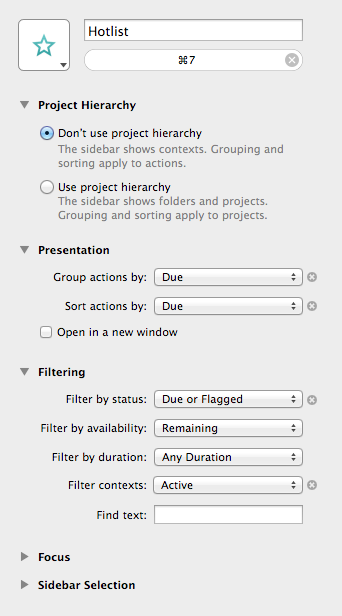 Hotlist
⌘7
Project Hierarchy
Don't use project hierarchy
The sidebar shows contexts. Grouping and
sorting apply to actions.
Use project hierarchy
The sidebar shows folders and projects.
Grouping and sorting apply to projects.
Presentation
Group actions by: Due
Sort actions by: Due
Open in a new window
Filtering
Filter by status: Due or Flagged
Filter by availability: Remaining
Filter by duration: Any Duration
Filter contexts: Active
Find text:
Focus
Sidebar Selection